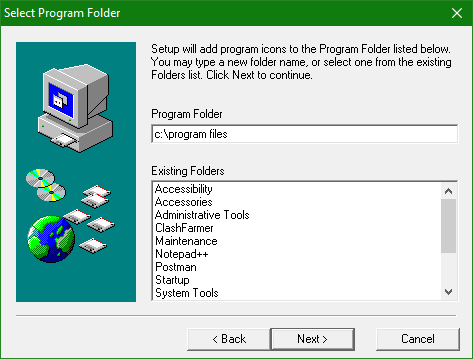 Select Program Folder
Setup will add program icons to the Program Folder listed below.
You may type a new folder name, or select one from the existing
Folders list. Click Next to continue.
Program Folder
c:\program files
Existing Folders
Accessibility
Accessories
Administrative Tools
ClashFarmer
Maintenance
Notepad++
Postman
Startup
System Tools
< Back
Next >
Cancel